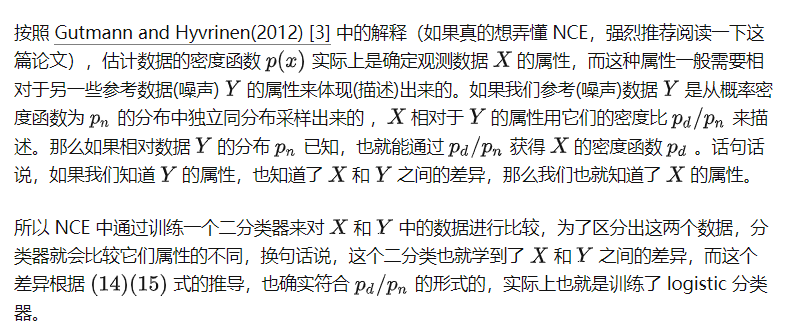 按照 Gutmann and Hyvrinen(2012) [3] 中的解释（如果真的想弄懂 NCE，强烈推荐阅读一下这
篇论文），估计数据的密度函数 p(x) 实际上是确定观测数据 X 的属性，而这种属性一般需要相
对于另一些参考数据(噪声) Y 的属性来体现(描述)出来的。如果我们参考(噪声)数据 Y 是从概率密
度函数为 pₙ 的分布中独立同分布采样出来的 ，X 相对于 Y 的属性用它们的密度比 p_d/p_n 来描
述。那么如果相对数据 Y 的分布 p_n 已知，也就能通过 p_d/p_n 获得 X 的密度函数 p_d 。话句话
说，如果我们知道 Y 的属性，也知道了 X 和 Y 之间的差异，那么我们也就知道了 X 的属性。
所以 NCE 中通过训练一个二分类器来对 X 和 Y 中的数据进行比较，为了区分出这两个数据，分
类器就会比较它们属性的不同，换句话说，这个二分类也就学到了 X 和 Y 之间的差异，而这个
差异根据 (14)(15) 式的推导，也确实符合 p_d/p_n 的形式的，实际上也就是训练了 logistic 分类
器。